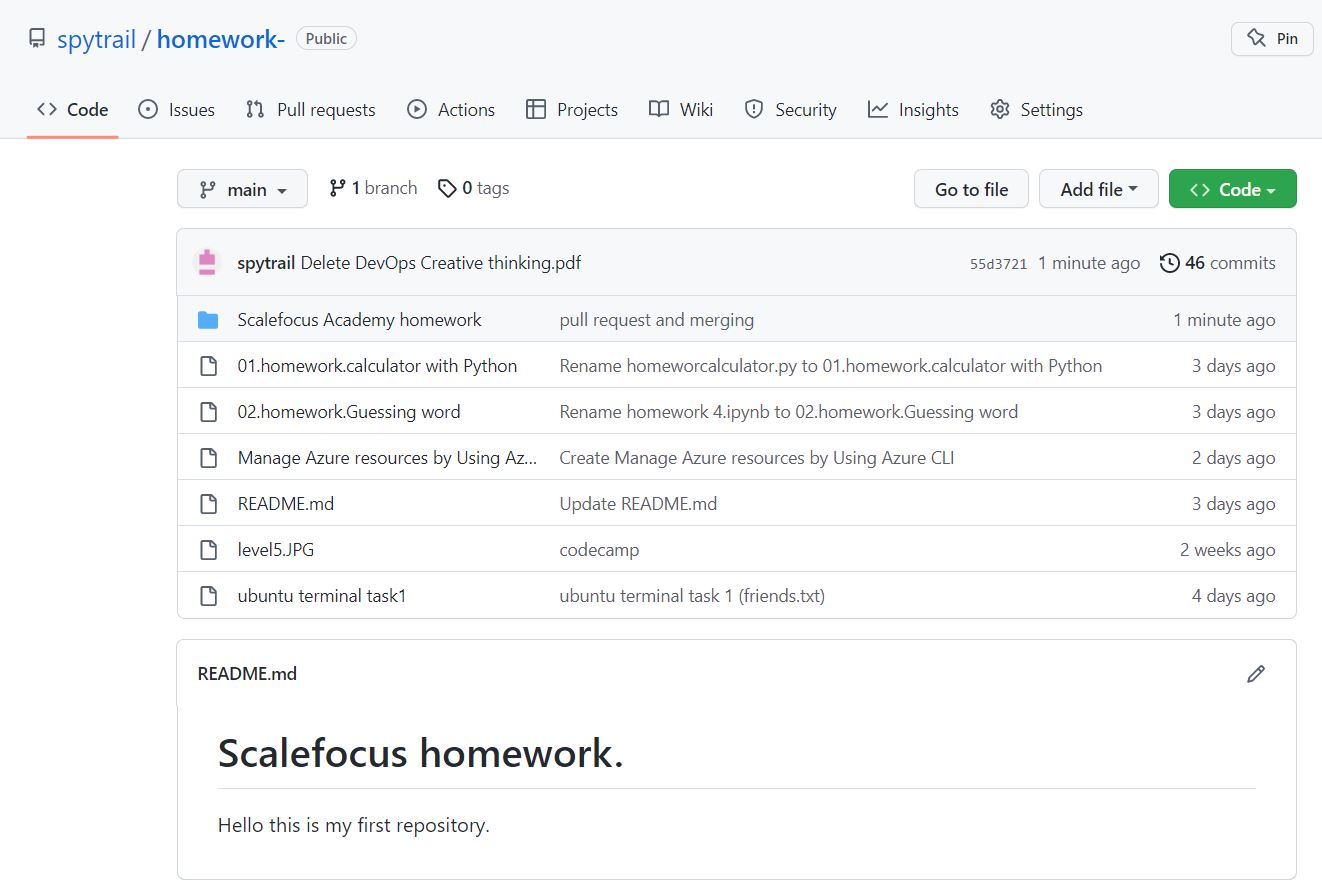 spytrail / homework- Public Pin
Code Issues Pull requests Actions Projects Wiki Security Insights Settings
main 1 branch 0 tags Go to file Add file Code
spytrail Delete DevOps Creative thinking.pdf 55d3721 1 minute ago 46 commits
Scalefocus Academy homework pull request and merging 1 minute ago
01.homework.calculator with Python Rename homeworcalculator.py to 01.homework.calculator with Python 3 days ago
02.homework.Guessing word Rename homework 4.ipynb to 02.homework.Guessing word 3 days ago
Manage Azure resources by Using Az... Create Manage Azure resources by Using Azure CLI 2 days ago
README.md Update README.md 3 days ago
level5.JPG codecamp 2 weeks ago
ubuntu terminal task1 ubuntu terminal task 1 (friends.txt) 4 days ago
README.md
Scalefocus homework.
Hello this is my first repository.